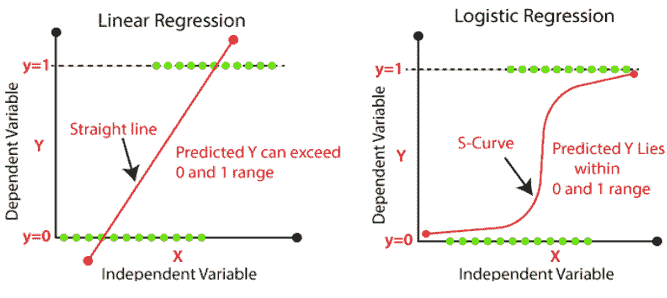 Linear Regression
y=1
Dependent Variable
Y
Straight line
Predicted Y can exceed
0 and 1 range
y=0
X
Independent Variable
Logistic Regression
y=1
Dependent Variable
Y
S-Curve
Predicted Y Lies
within
0 and 1 range
y=0
X
Independent Variable